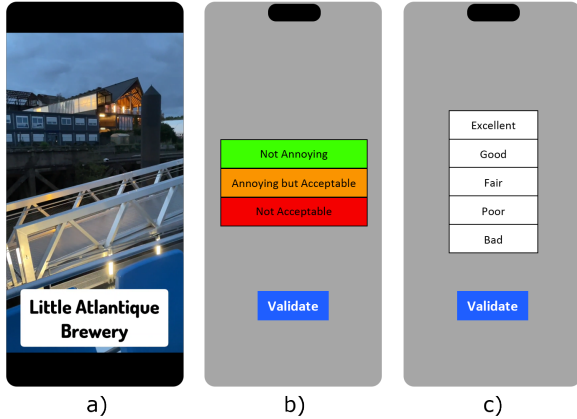 Little Atlantique
Brewery
Not Annoying
Annoying but Acceptable
Not Acceptable
Validate
Excellent
Good
Fair
Poor
Bad
Validate
a)
b)
c)